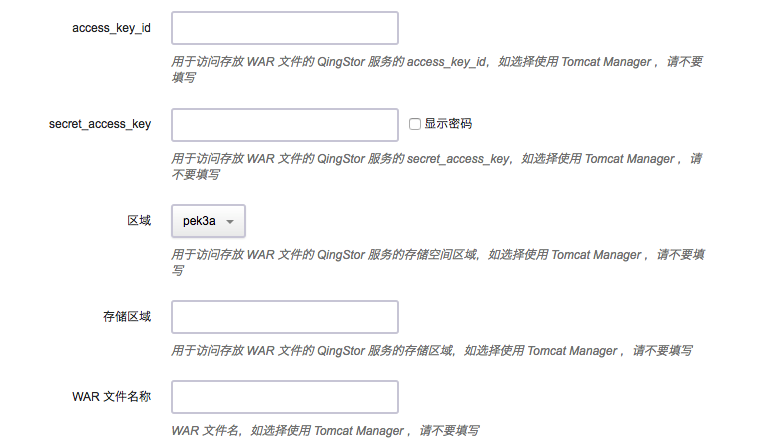 access_key_id
用于访问存放 WAR 文件的 QingStor 服务的 access_key_id，如选择使用 Tomcat Manager ，请不要
填写
secret_access_key
显示密码
用于访问存放 WAR 文件的 QingStor 服务的 secret_access_key，如选择使用 Tomcat Manager ，请
不要填写
区域
pek3a
用于访问存放 WAR 文件的 QingStor 服务的存储空间区域，如选择使用 Tomcat Manager ，请不要填
写
存储区域
用于访问存放 WAR 文件的 QingStor 服务的存储区域，如选择使用 Tomcat Manager ，请不要填写
WAR 文件名称
WAR 文件名，如选择使用 Tomcat Manager ，请不要填写